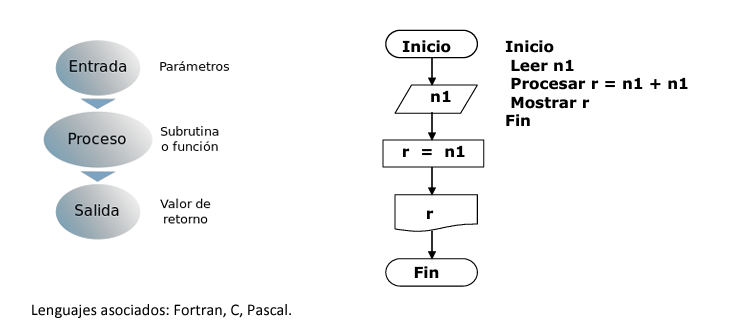 Entrada
Parámetros
Proceso
Subrutina
o función
Salida
Valor de
retorno
Inicio
n1
r = n1
r
Fin
Inicio
Leer n1
Procesar r = n1 + n1
Mostrar r
Fin
Lenguajes asociados: Fortran, C, Pascal.